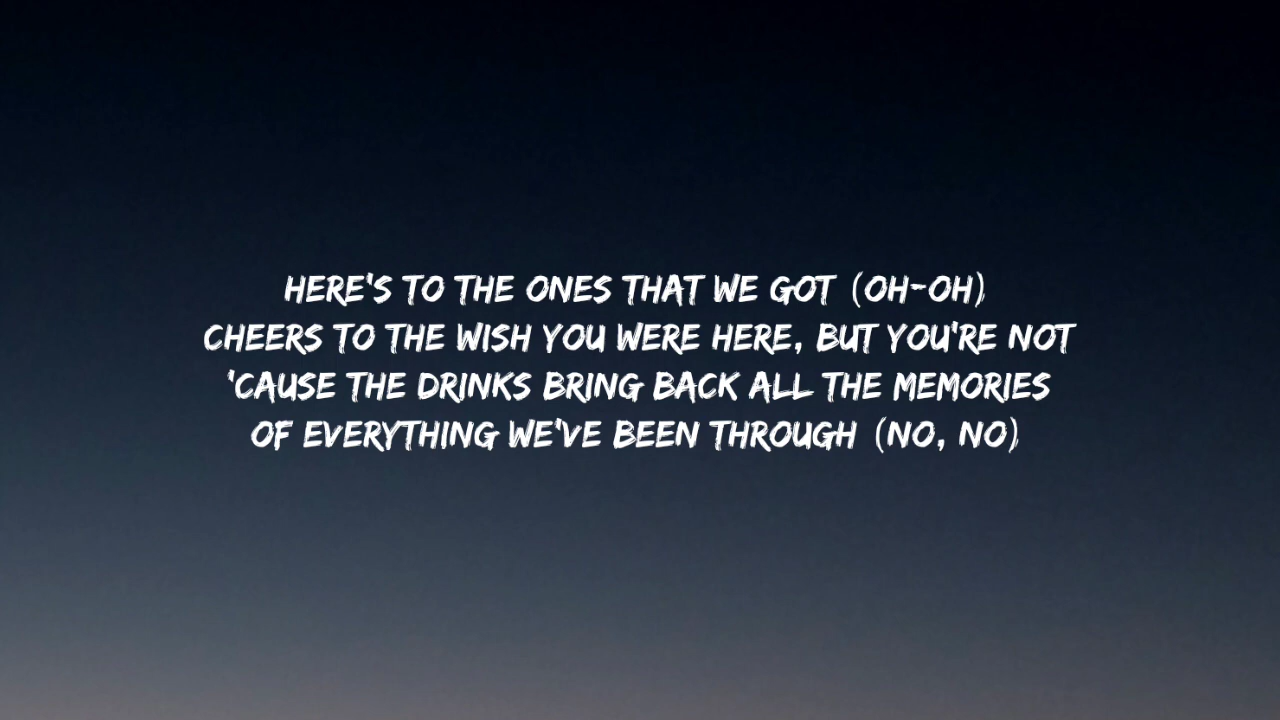 HERE'S TO THE ONES THAT WE GOT (OH-OH)
CHEERS TO THE WISH YOU WERE HERE, BUT YOU'RE NOT
'CAUSE THE DRINKS BRING BACK ALL THE MEMORIES
OF EVERYTHING WE'VE BEEN THROUGH (NO, NO)